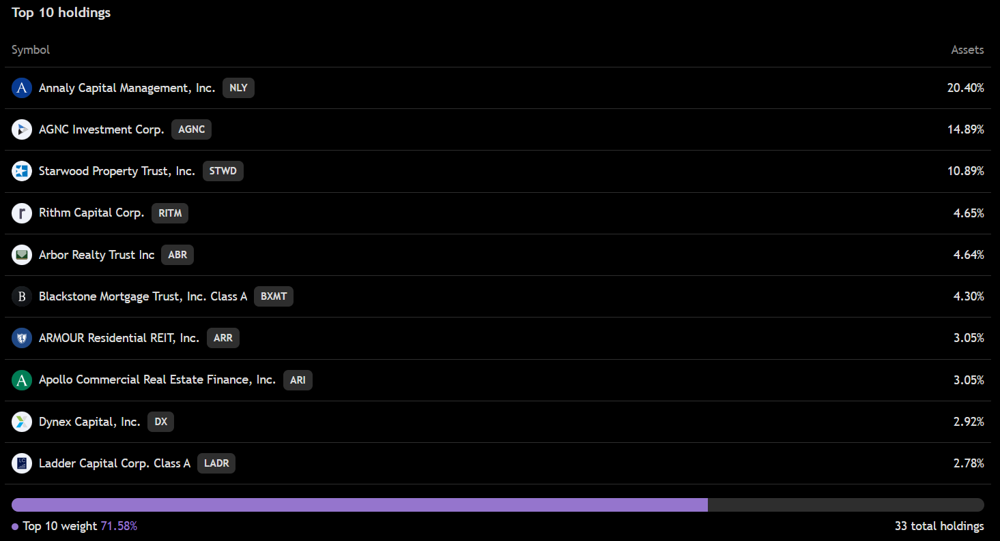 Top 10 holdings
Symbol Assets
A Annaly Capital Management, Inc. NLY 20.40%
AGNC Investment Corp. AGNC 14.89%
Starwood Property Trust, Inc. STWD 10.89%
r Rithm Capital Corp. RITM 4.65%
Arbor Realty Trust Inc ABR 4.64%
B Blackstone Mortgage Trust, Inc. Class A BXMT 4.30%
ARMOUR Residential REIT, Inc. ARR 3.05%
A Apollo Commercial Real Estate Finance, Inc. ARI 3.05%
Dynex Capital, Inc. DX 2.92%
LC Ladder Capital Corp. Class A LADR 2.78%
Top 10 weight 71.58% 33 total holdings